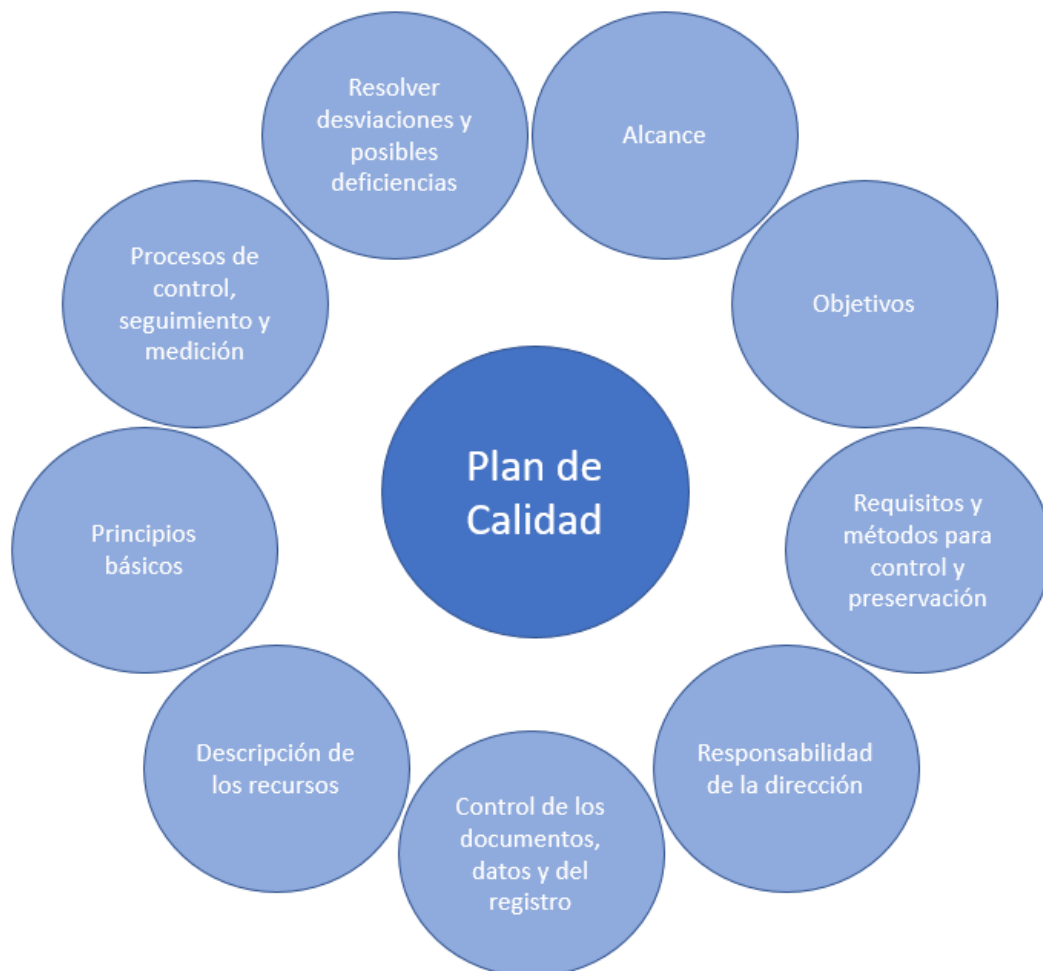 Resolver
desviaciones y
posibles
deficiencias
Alcance
Objetivos
Requisitos y
métodos para
control y
preservación
Responsabilidad
de la dirección
Control de los
documentos,
datos y del
registro
Descripción de
los recursos
Principios
básicos
Procesos de
control,
seguimiento y
medición
Plan de
Calidad